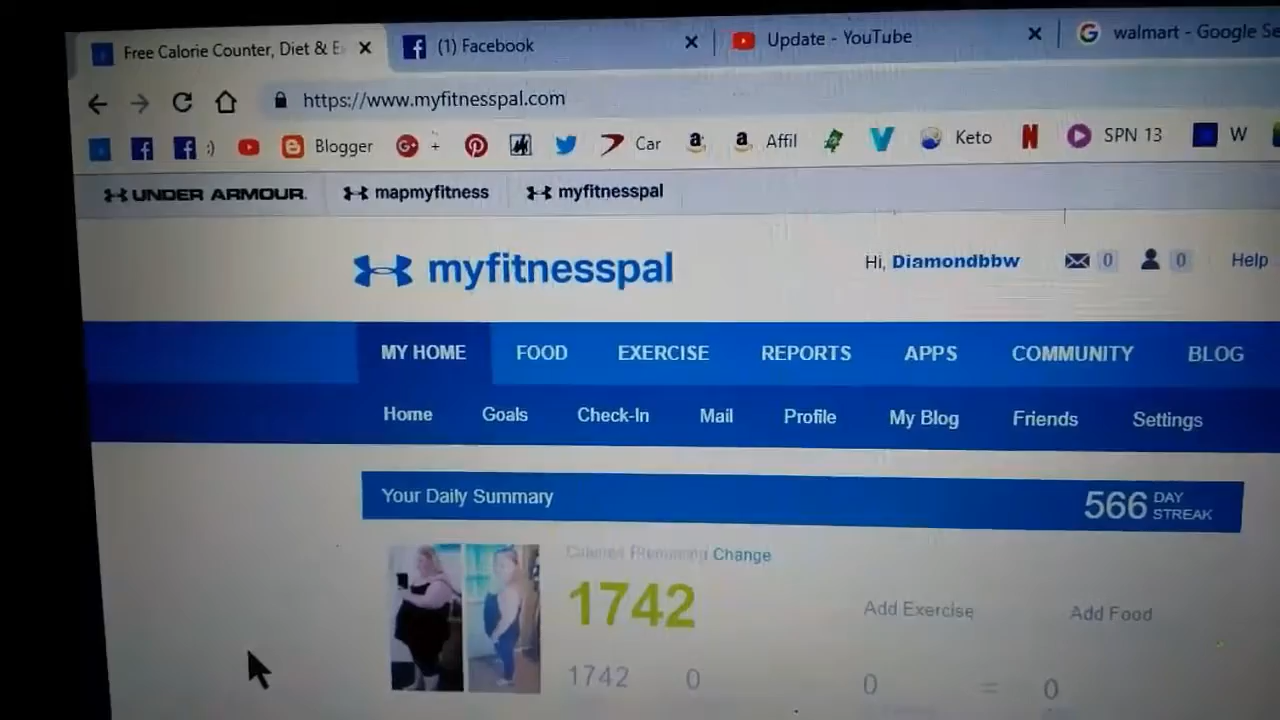 Free Calorie Counter, Diet & E
(1) Facebook
Update - YouTube
walmart - Google Se
https://www.myfitnesspal.com
:) Blogger + Car Affil Keto SPN 13 W
UNDER ARMOUR. mapmyfitness myfitnesspal
myfitnesspal
Hi, Diamondbbw 0 0 Help
MY HOME FOOD EXERCISE REPORTS APPS COMMUNITY BLOG
Home Goals Check-In Mail Profile My Blog Friends Settings
Your Daily Summary
566 DAY STREAK
Calories Remaining Change
1742
Add Exercise Add Food
1742 0 0 = 0